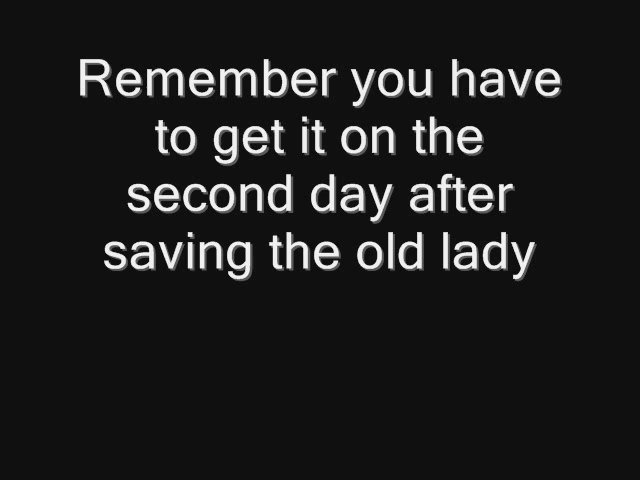 Remember you have
to get it on the
second day after
saving the old lady